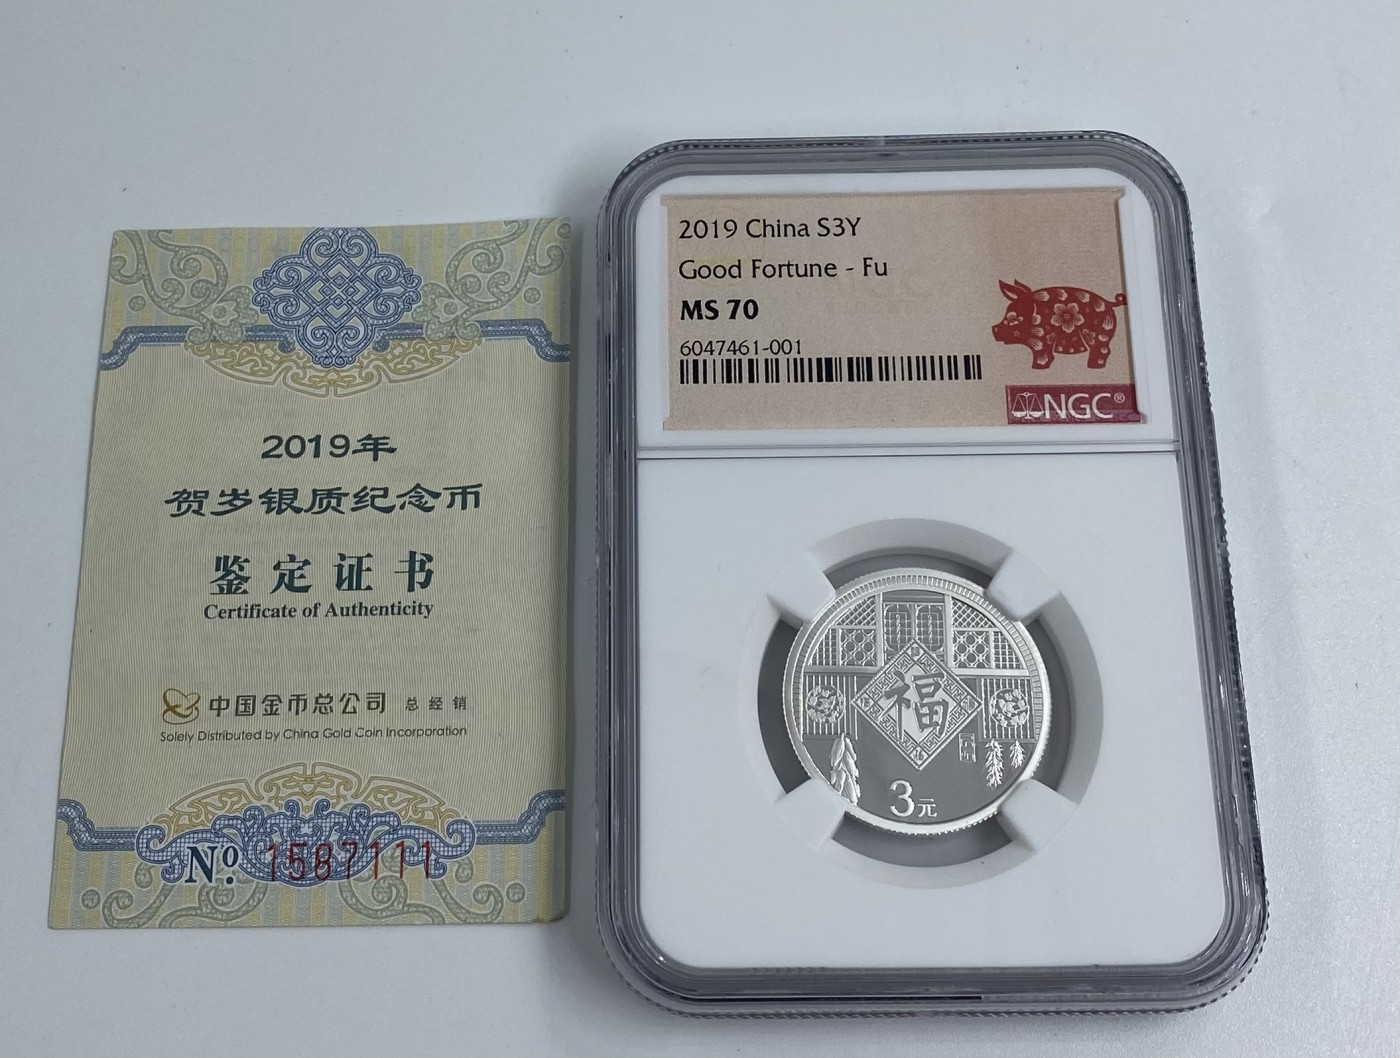 2019年
贺岁银质纪念币
鉴定证书
Certificate of Authenticity
中国金币总公司 总经销
Solely Distributed by China Gold Coin Incorporation
Nº. 1587111
2019 China S3Y
Good Fortune - Fu
MS 70
6047461-001
NGC®
福
3元